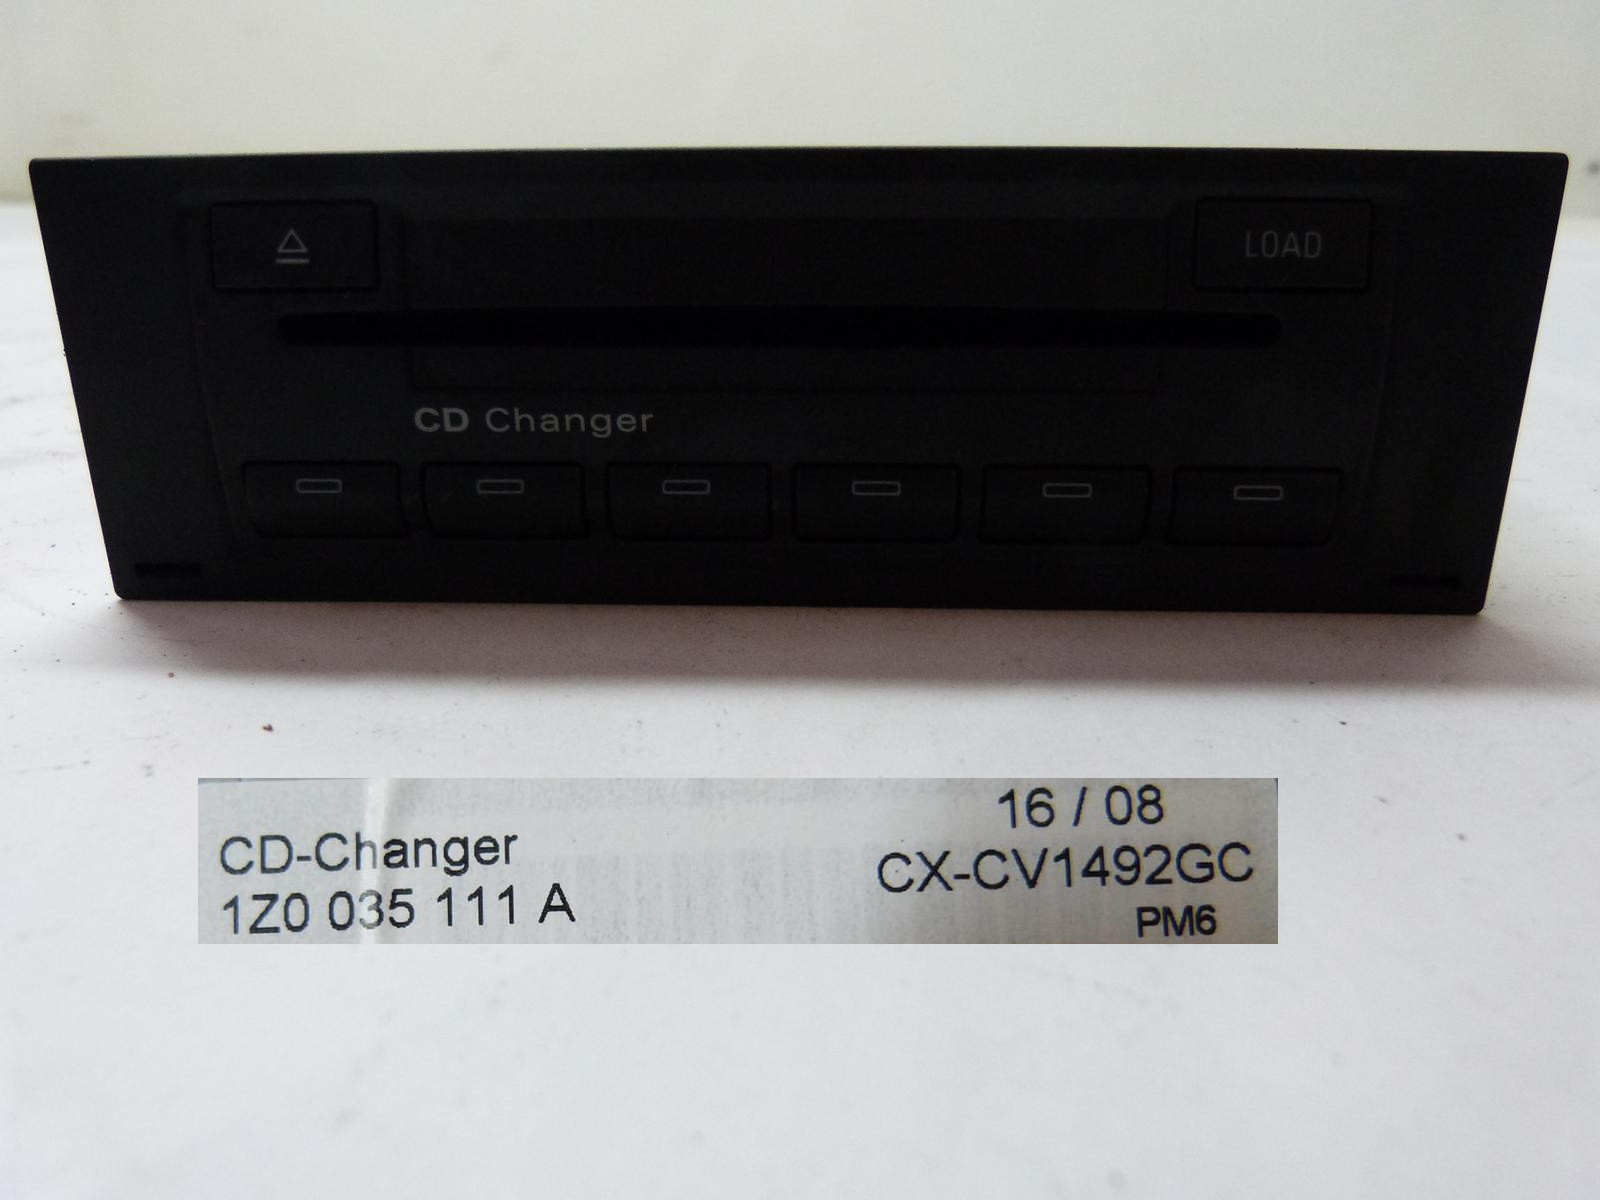 LOAD
CD Changer
16 / 08
CD-Changer
CX-CV1492GC
1Z0 035 111 A
PM6